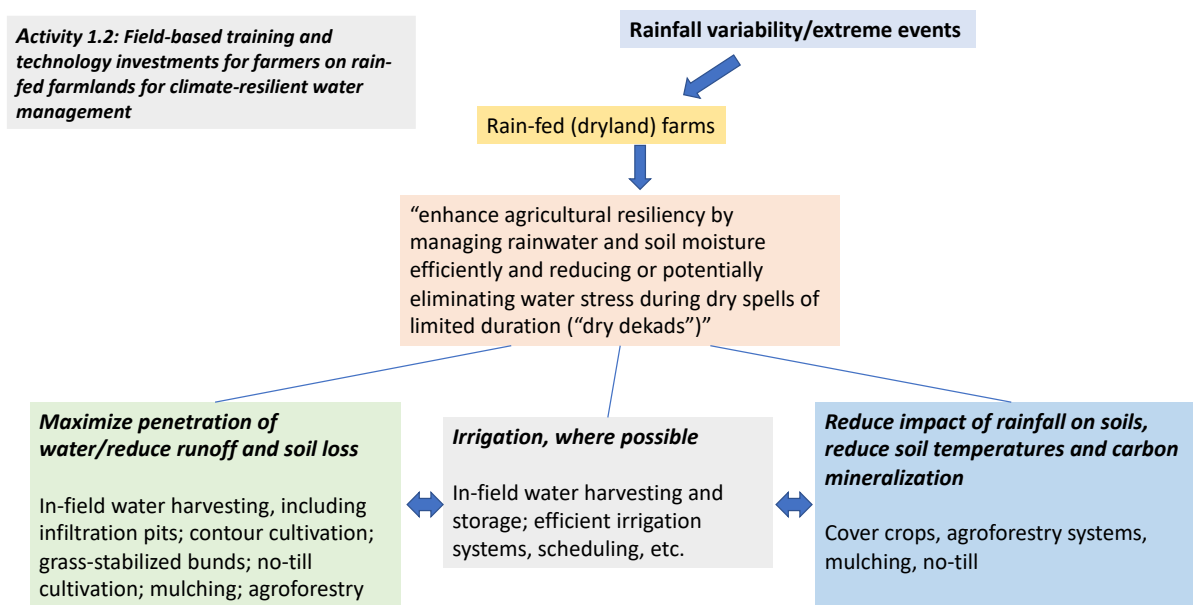 Activity 1.2: Field-based training and
technology investments for farmers on rain-
fed farmlands for climate-resilient water
management
Rainfall variability/extreme events
Rain-fed (dryland) farms
“enhance agricultural resiliency by
managing rainwater and soil moisture
efficiently and reducing or potentially
eliminating water stress during dry spells of
limited duration (“dry dekads”)”
Maximize penetration of
water/reduce runoff and soil loss
In-field water harvesting, including
infiltration pits; contour cultivation;
grass-stabilized bunds; no-till
cultivation; mulching; agroforestry
Irrigation, where possible
In-field water harvesting and
storage; efficient irrigation
systems, scheduling, etc.
Reduce impact of rainfall on soils,
reduce soil temperatures and carbon
mineralization
Cover crops, agroforestry systems,
mulching, no-till